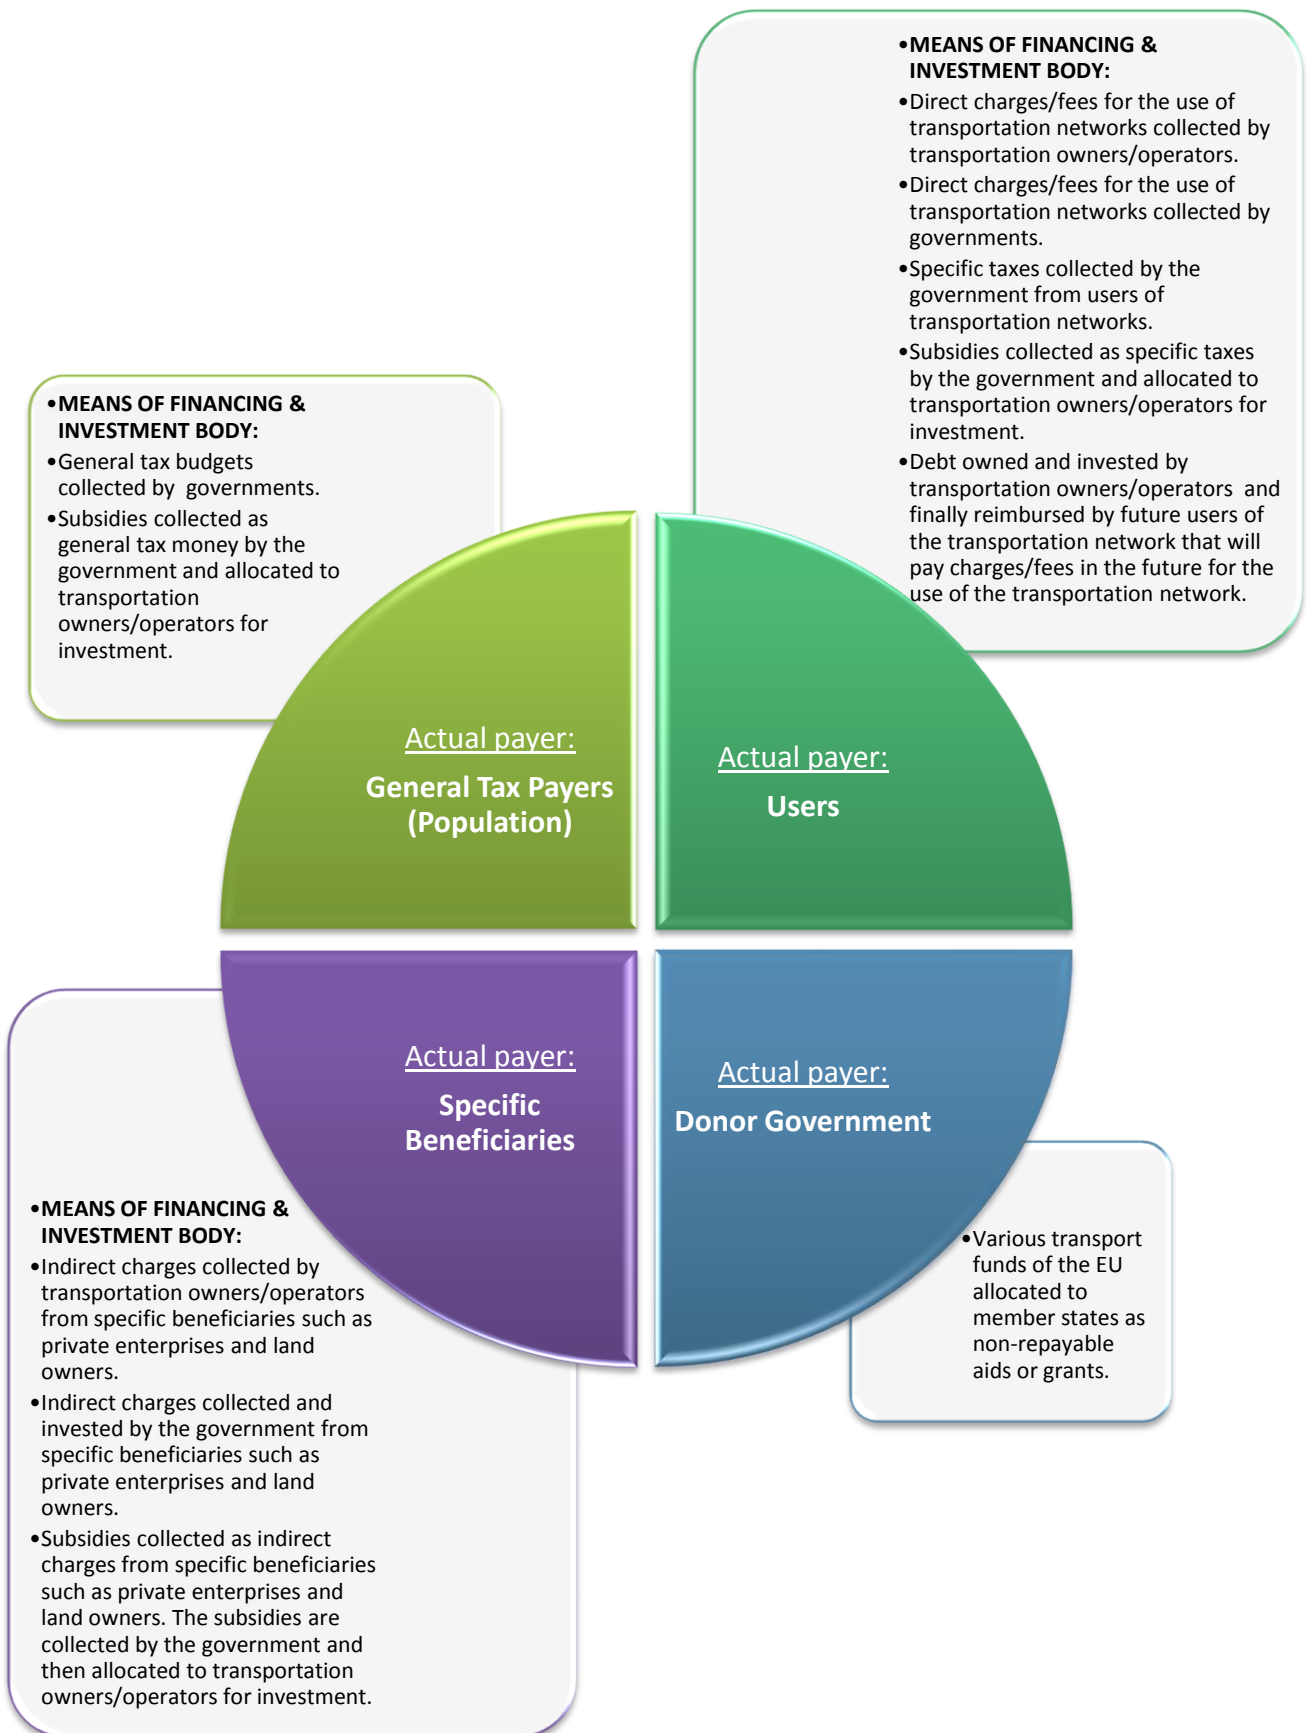 •MEANS OF FINANCING &
INVESTMENT BODY:
•Direct charges/fees for the use of
transportation networks collected by
transportation owners/operators.
•Direct charges/fees for the use of
transportation networks collected by
governments.
•Specific taxes collected by the
government from users of
transportation networks.
•Subsidies collected as specific taxes
by the government and allocated to
transportation owners/operators for
investment.
•Debt owned and invested by
transportation owners/operators and
finally reimbursed by future users of
the transportation network that will
pay charges/fees in the future for the
use of the transportation network.
•MEANS OF FINANCING &
INVESTMENT BODY:
•General tax budgets
collected by governments.
•Subsidies collected as
general tax money by the
government and allocated to
transportation
owners/operators for
investment.
Actual payer:
General Tax Payers
(Population)
Actual payer:
Users
Actual payer:
Specific
Beneficiaries
Actual payer:
Donor Government
•MEANS OF FINANCING &
INVESTMENT BODY:
•Indirect charges collected by
transportation owners/operators
from specific beneficiaries such as
private enterprises and land
owners.
•Indirect charges collected and
invested by the government from
specific beneficiaries such as
private enterprises and land
owners.
•Subsidies collected as indirect
charges from specific beneficiaries
such as private enterprises and
land owners. The subsidies are
collected by the government and
then allocated to transportation
owners/operators for investment.
•Various transport
funds of the EU
allocated to
member states as
non-repayable
aids or grants.